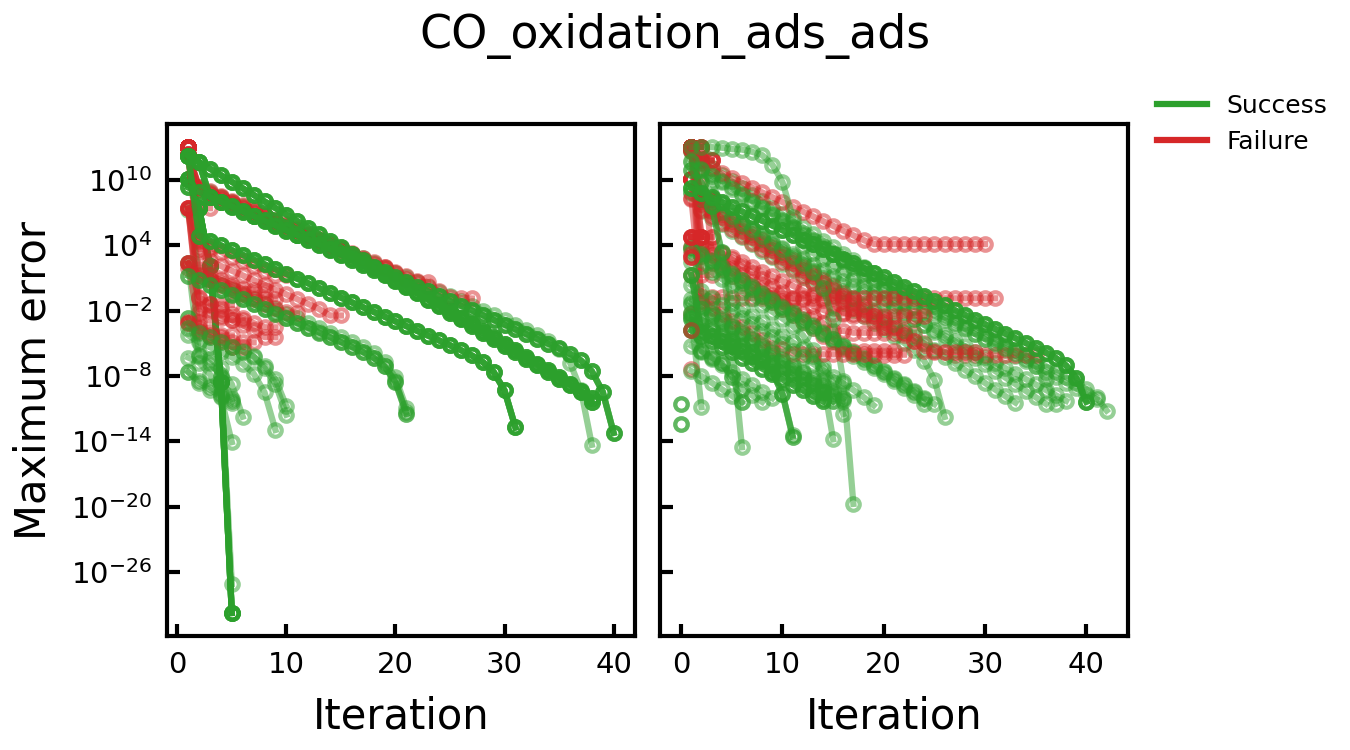 CO_oxidation_ads_ads
Success
Failure
Maximum error
10^10
10^4
10^-2
10^-8
10^-14
10^-20
10^-26
0 10 20 30 40
0 10 20 30 40
Iteration
Iteration